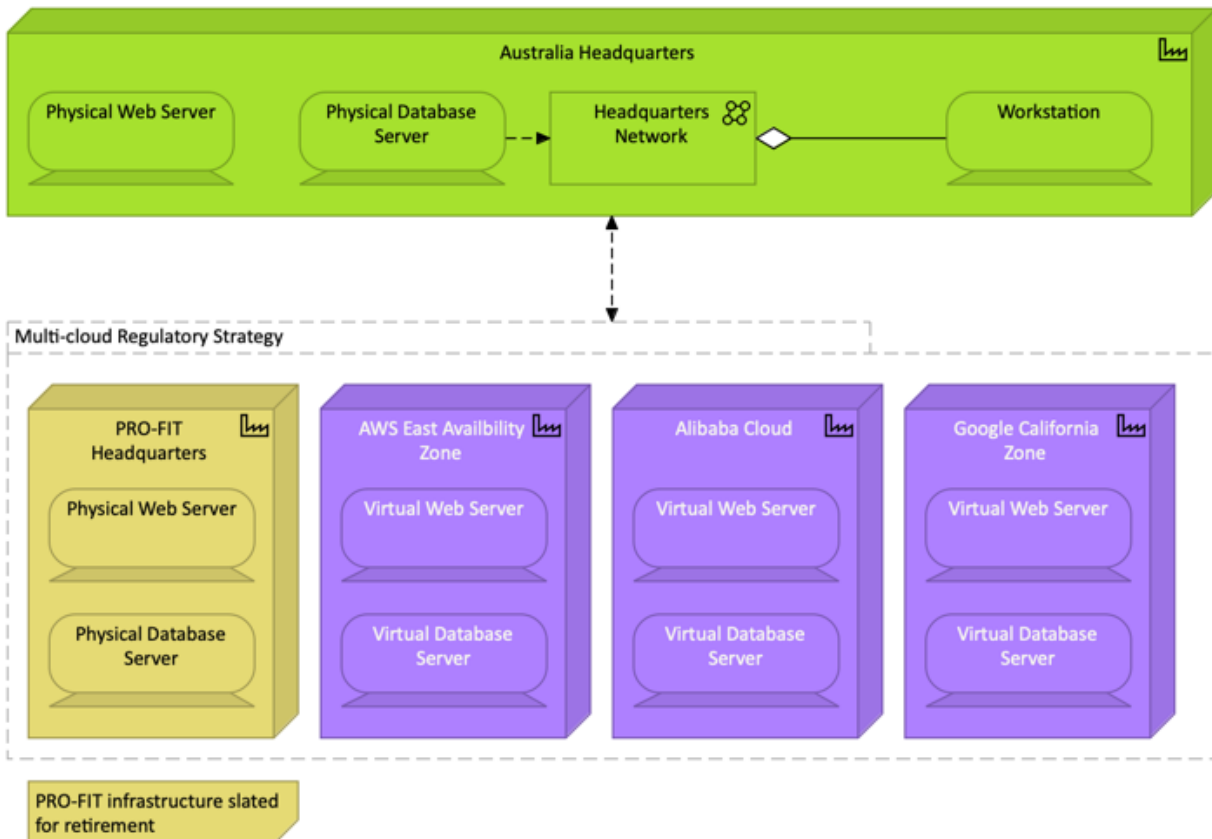 Australia Headquarters
Physical Web Server
Physical Database
Server
Headquarters
Network
Workstation
Multi-cloud Regulatory Strategy
PRO-FIT
Headquarters
Physical Web Server
Physical Database
Server
AWS East Availbility
Zone
Virtual Web Server
Virtual Database
Server
Alibaba Cloud
Virtual Web Server
Virtual Database
Server
Google California
Zone
Virtual Web Server
Virtual Database
Server
PRO-FIT infrastructure slated
for retirement